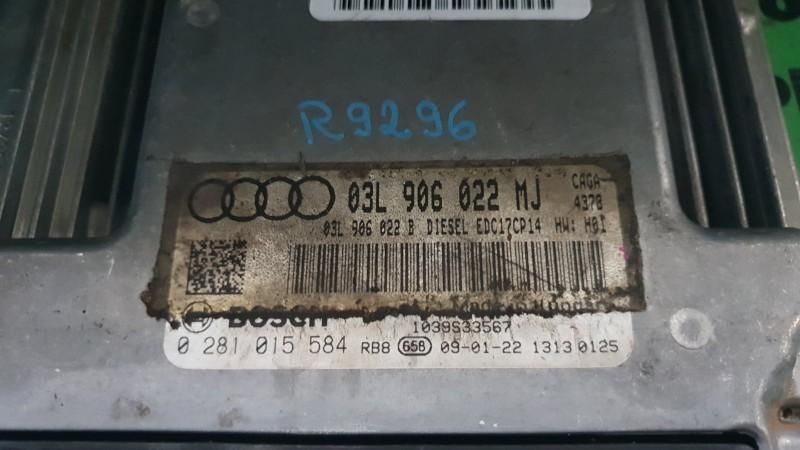 R9296
03L 906 022 MJ CAGA
4378
03L 906 022 B DIESEL EDC17CP14 HW: H01
BOSCH
1039S33567
0 281 015 584 RB8 658 09-01-22 1313 0125